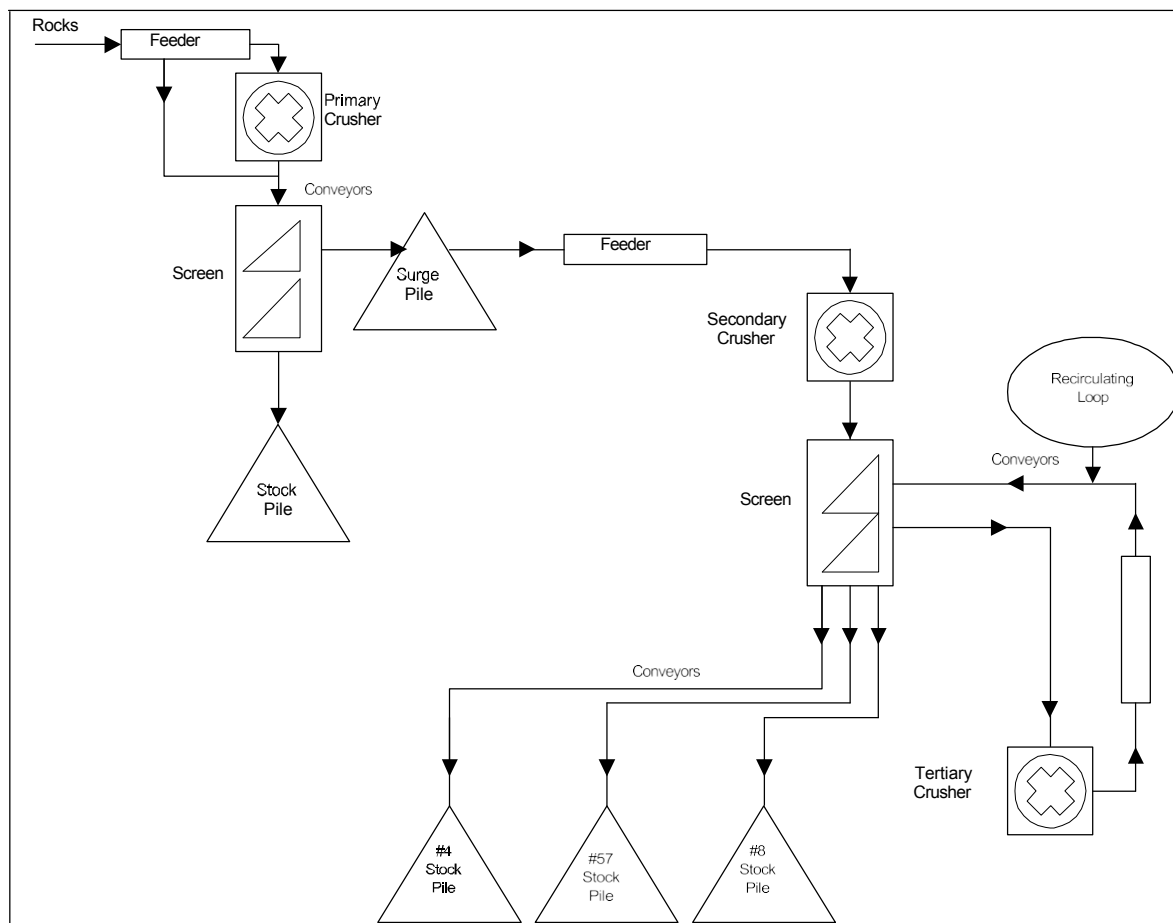 Rocks
Feeder
Primary
Crusher
Conveyors
Screen
Surge
Pile
Feeder
Secondary
Crusher
Recirculating
Loop
Stock
Pile
Conveyors
Screen
Conveyors
Tertiary
Crusher
#4
Stock
Pile
#57
Stock
Pile
#8
Stock
Pile